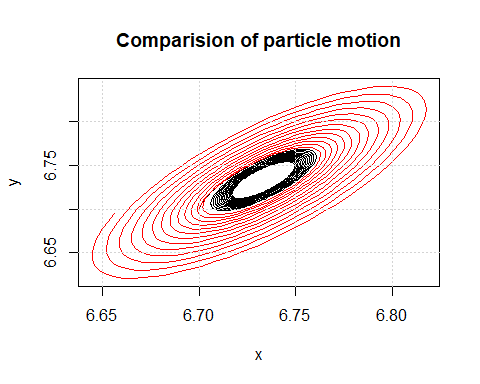 Comparision of particle motion
y
6.75
6.65
6.65 6.70 6.75 6.80
x